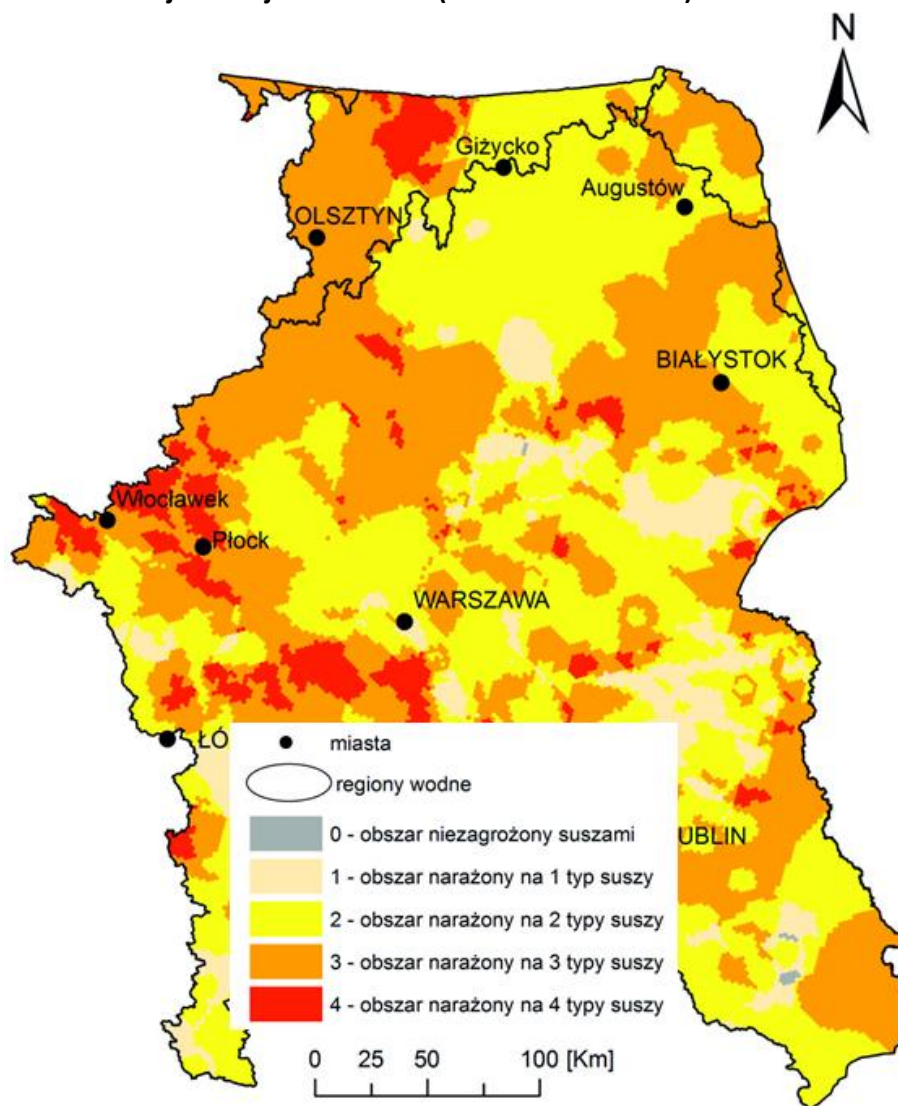 N
Giżycko
Augustów
OLSZTYN
BIAŁYSTOK
Włocławek
Płock
WARSZAWA
ŁÓ
miasta
regiony wodne
0 - obszar niezagrożony suszami
UBLIN
1 - obszar narażony na 1 typ suszy
2 - obszar narażony na 2 typy suszy
3 - obszar narażony na 3 typy suszy
4 - obszar narażony na 4 typy suszy
0 25 50 100 [Km]